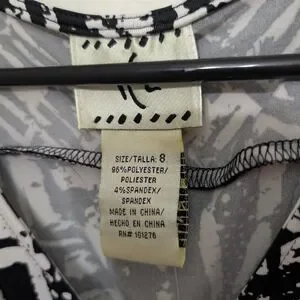 SIZE/TALLA: 8
96% POLYESTER/
POLIESTER
4% SPANDEX/
SPANDEX
MADE IN CHINA/
HECHO EN CHINA
RN# 101276